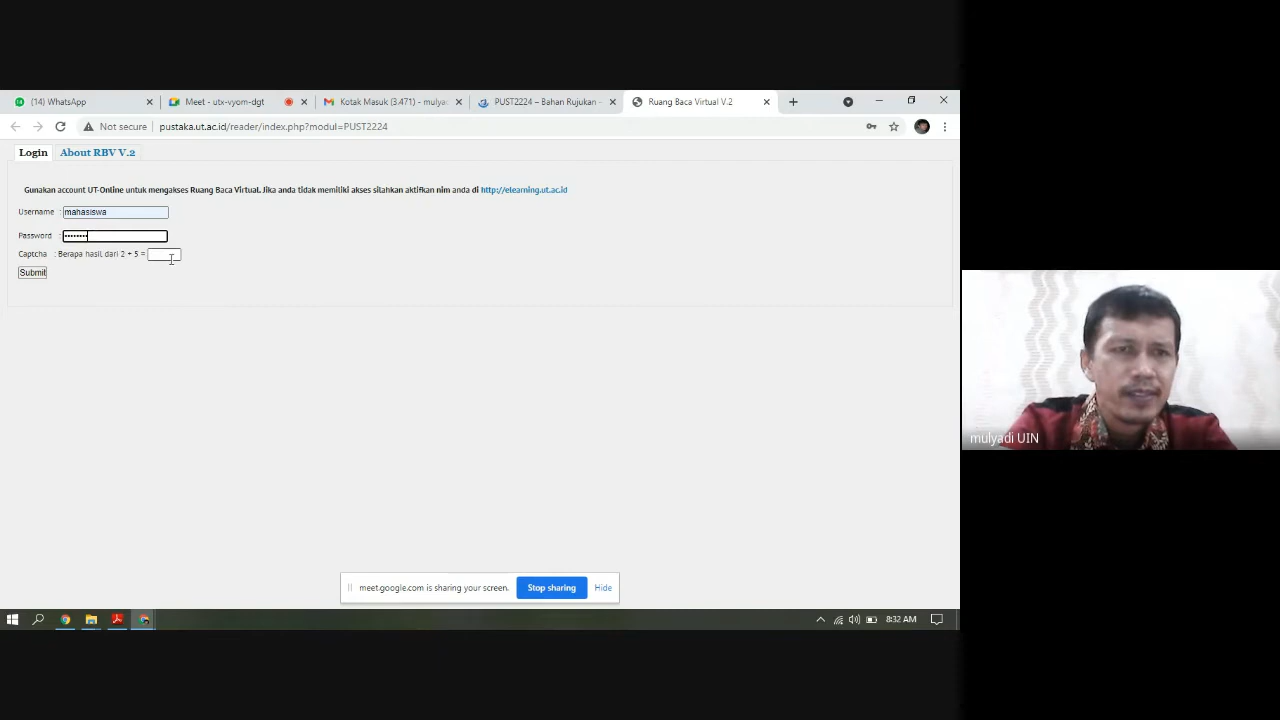 (14) WhatsApp
Meet - utx-vyom-dgt
Kotak Masuk (3.471) - mulya
PUST2224 – Bahan Rujukan -
Ruang Baca Virtual V.2
Not secure
pustaka.ut.ac.id/reader/index.php?modul=PUST2224
Login
About RBV V.2
Gunakan account UT-Online untuk mengakses Ruang Baca Virtual. Jika anda tidak memiliki akses silahkan aktifkan nim anda di http://elearning.ut.ac.id
Username : mahasiswa
Password : ••••••••
Captcha : Berapa hasil dari 2 + 5 =
Submit
mulyadi UIN
meet.google.com is sharing your screen.
Stop sharing
Hide
8:32 AM